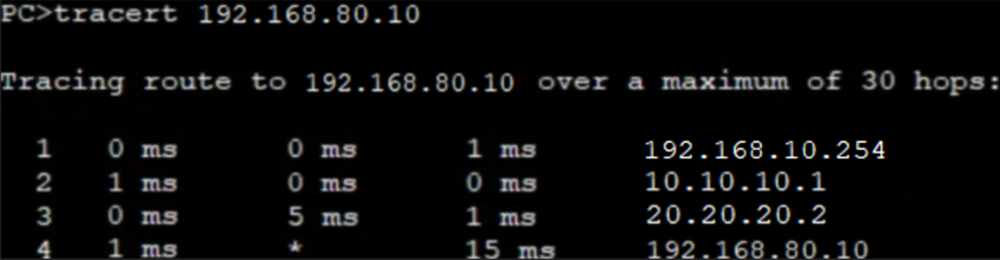 PC>tracert 192.168.80.10
Tracing route to 192.168.80.10 over a maximum of 30 hops:
1 0 ms 0 ms 1 ms 192.168.10.254
2 1 ms 0 ms 0 ms 10.10.10.1
3 0 ms 5 ms 1 ms 20.20.20.2
4 1 ms * 15 ms 192.168.80.10